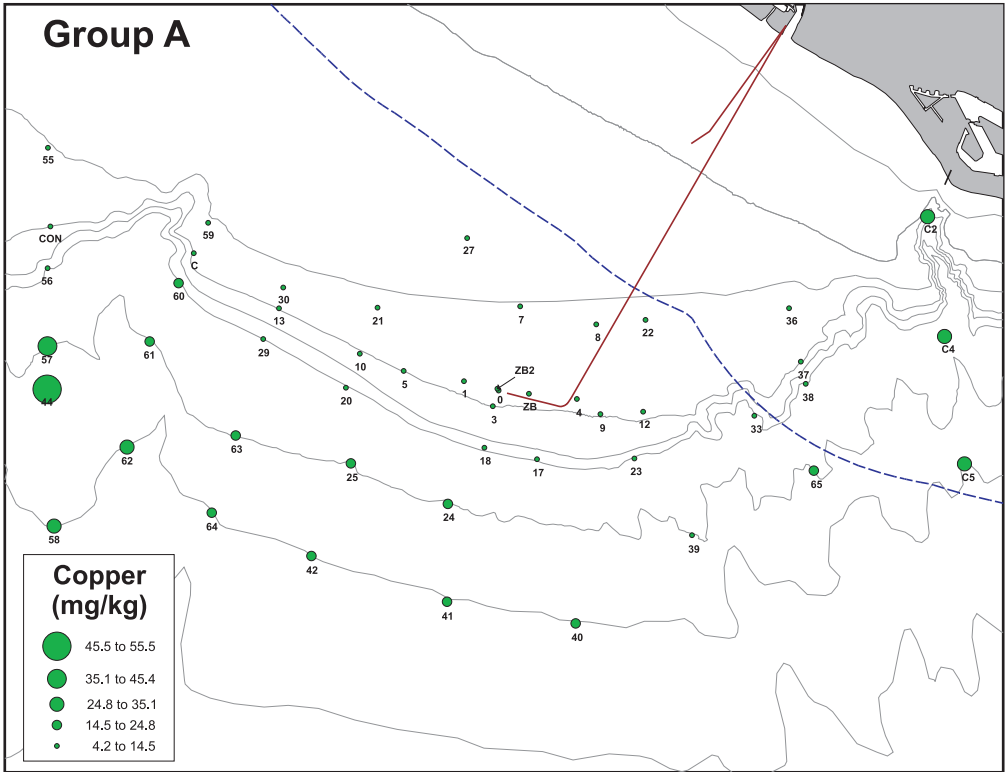 Group A
55
C2
CON
59
27
C
56
60
30
13
21
7
8
22
36
C4
57
61
29
10
5
1
ZB2
0
ZB
3
4
9
12
37
38
33
44
20
62
63
25
18
17
23
65
C5
58
64
24
39
42
41
40
Copper
(mg/kg)
45.5 to 55.5
35.1 to 45.4
24.8 to 35.1
14.5 to 24.8
4.2 to 14.5